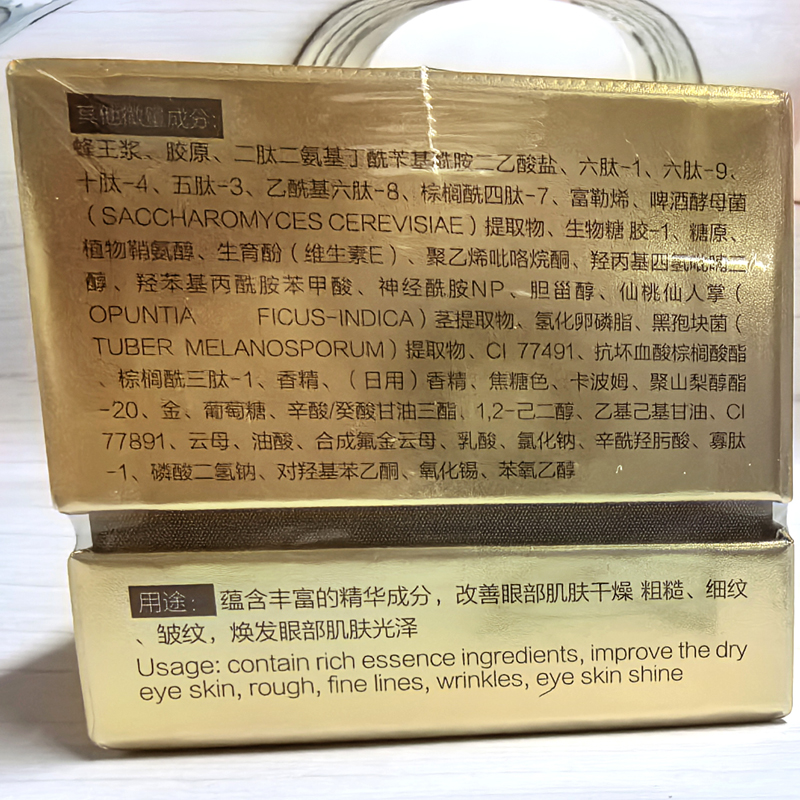 其他微量成分:
蜂王浆、胶原、二肽二氨基丁酰苄基酰胺二乙酸盐、六肽-1、六肽-9、
十肽-4、五肽-3、乙酰基六肽-8、棕榈酰四肽-7、富勒烯、啤酒酵母菌
(SACCHAROMYCES CEREVISIAE)提取物、生物糖 胶-1、糖原、
植物鞘氨醇、生育酚(维生素E)、聚乙烯吡咯烷酮、羟丙基四氢吡喃三
醇、羟苯基丙酰胺苯甲酸、神经酰胺NP、胆甾醇、仙桃仙人掌(
OPUNTIA FICUS-INDICA)茎提取物、氢化卵磷脂、黑孢块菌(
TUBER MELANOSPORUM)提取物、CI 77491、抗坏血酸棕榈酸酯
、棕榈酰三肽-1、香精、(日用)香精、焦糖色、卡波姆、聚山梨醇酯
-20、金、葡萄糖、辛酸/癸酸甘油三酯、1,2-己二醇、乙基己基甘油、CI
77891、云母、油酸、合成氟金云母、乳酸、氯化钠、辛酰羟肟酸、寡肽
-1、磷酸二氢钠、对羟基苯乙酮、氧化锡、苯氧乙醇
用途: 蕴含丰富的精华成分，改善眼部肌肤干燥 粗糙、细纹
、皱纹，焕发眼部肌肤光泽
Usage: contain rich essence ingredients, improve the dry
eye skin, rough, fine lines, wrinkles, eye skin shine